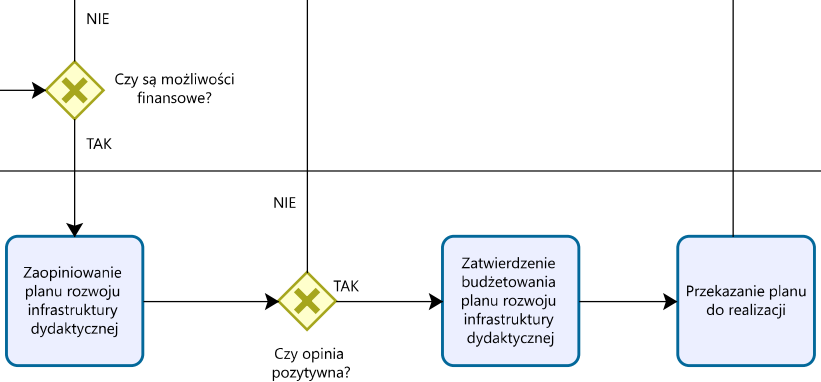 NIE
Czy są możliwości
finansowe?
TAK
NIE
Zaopiniowanie
planu rozwoju
infrastruktury
dydaktycznej
TAK
Czy opinia
pozytywna?
Zatwierdzenie
budżetowania
planu rozwoju
infrastruktury
dydaktycznej
Przekazanie planu
do realizacji